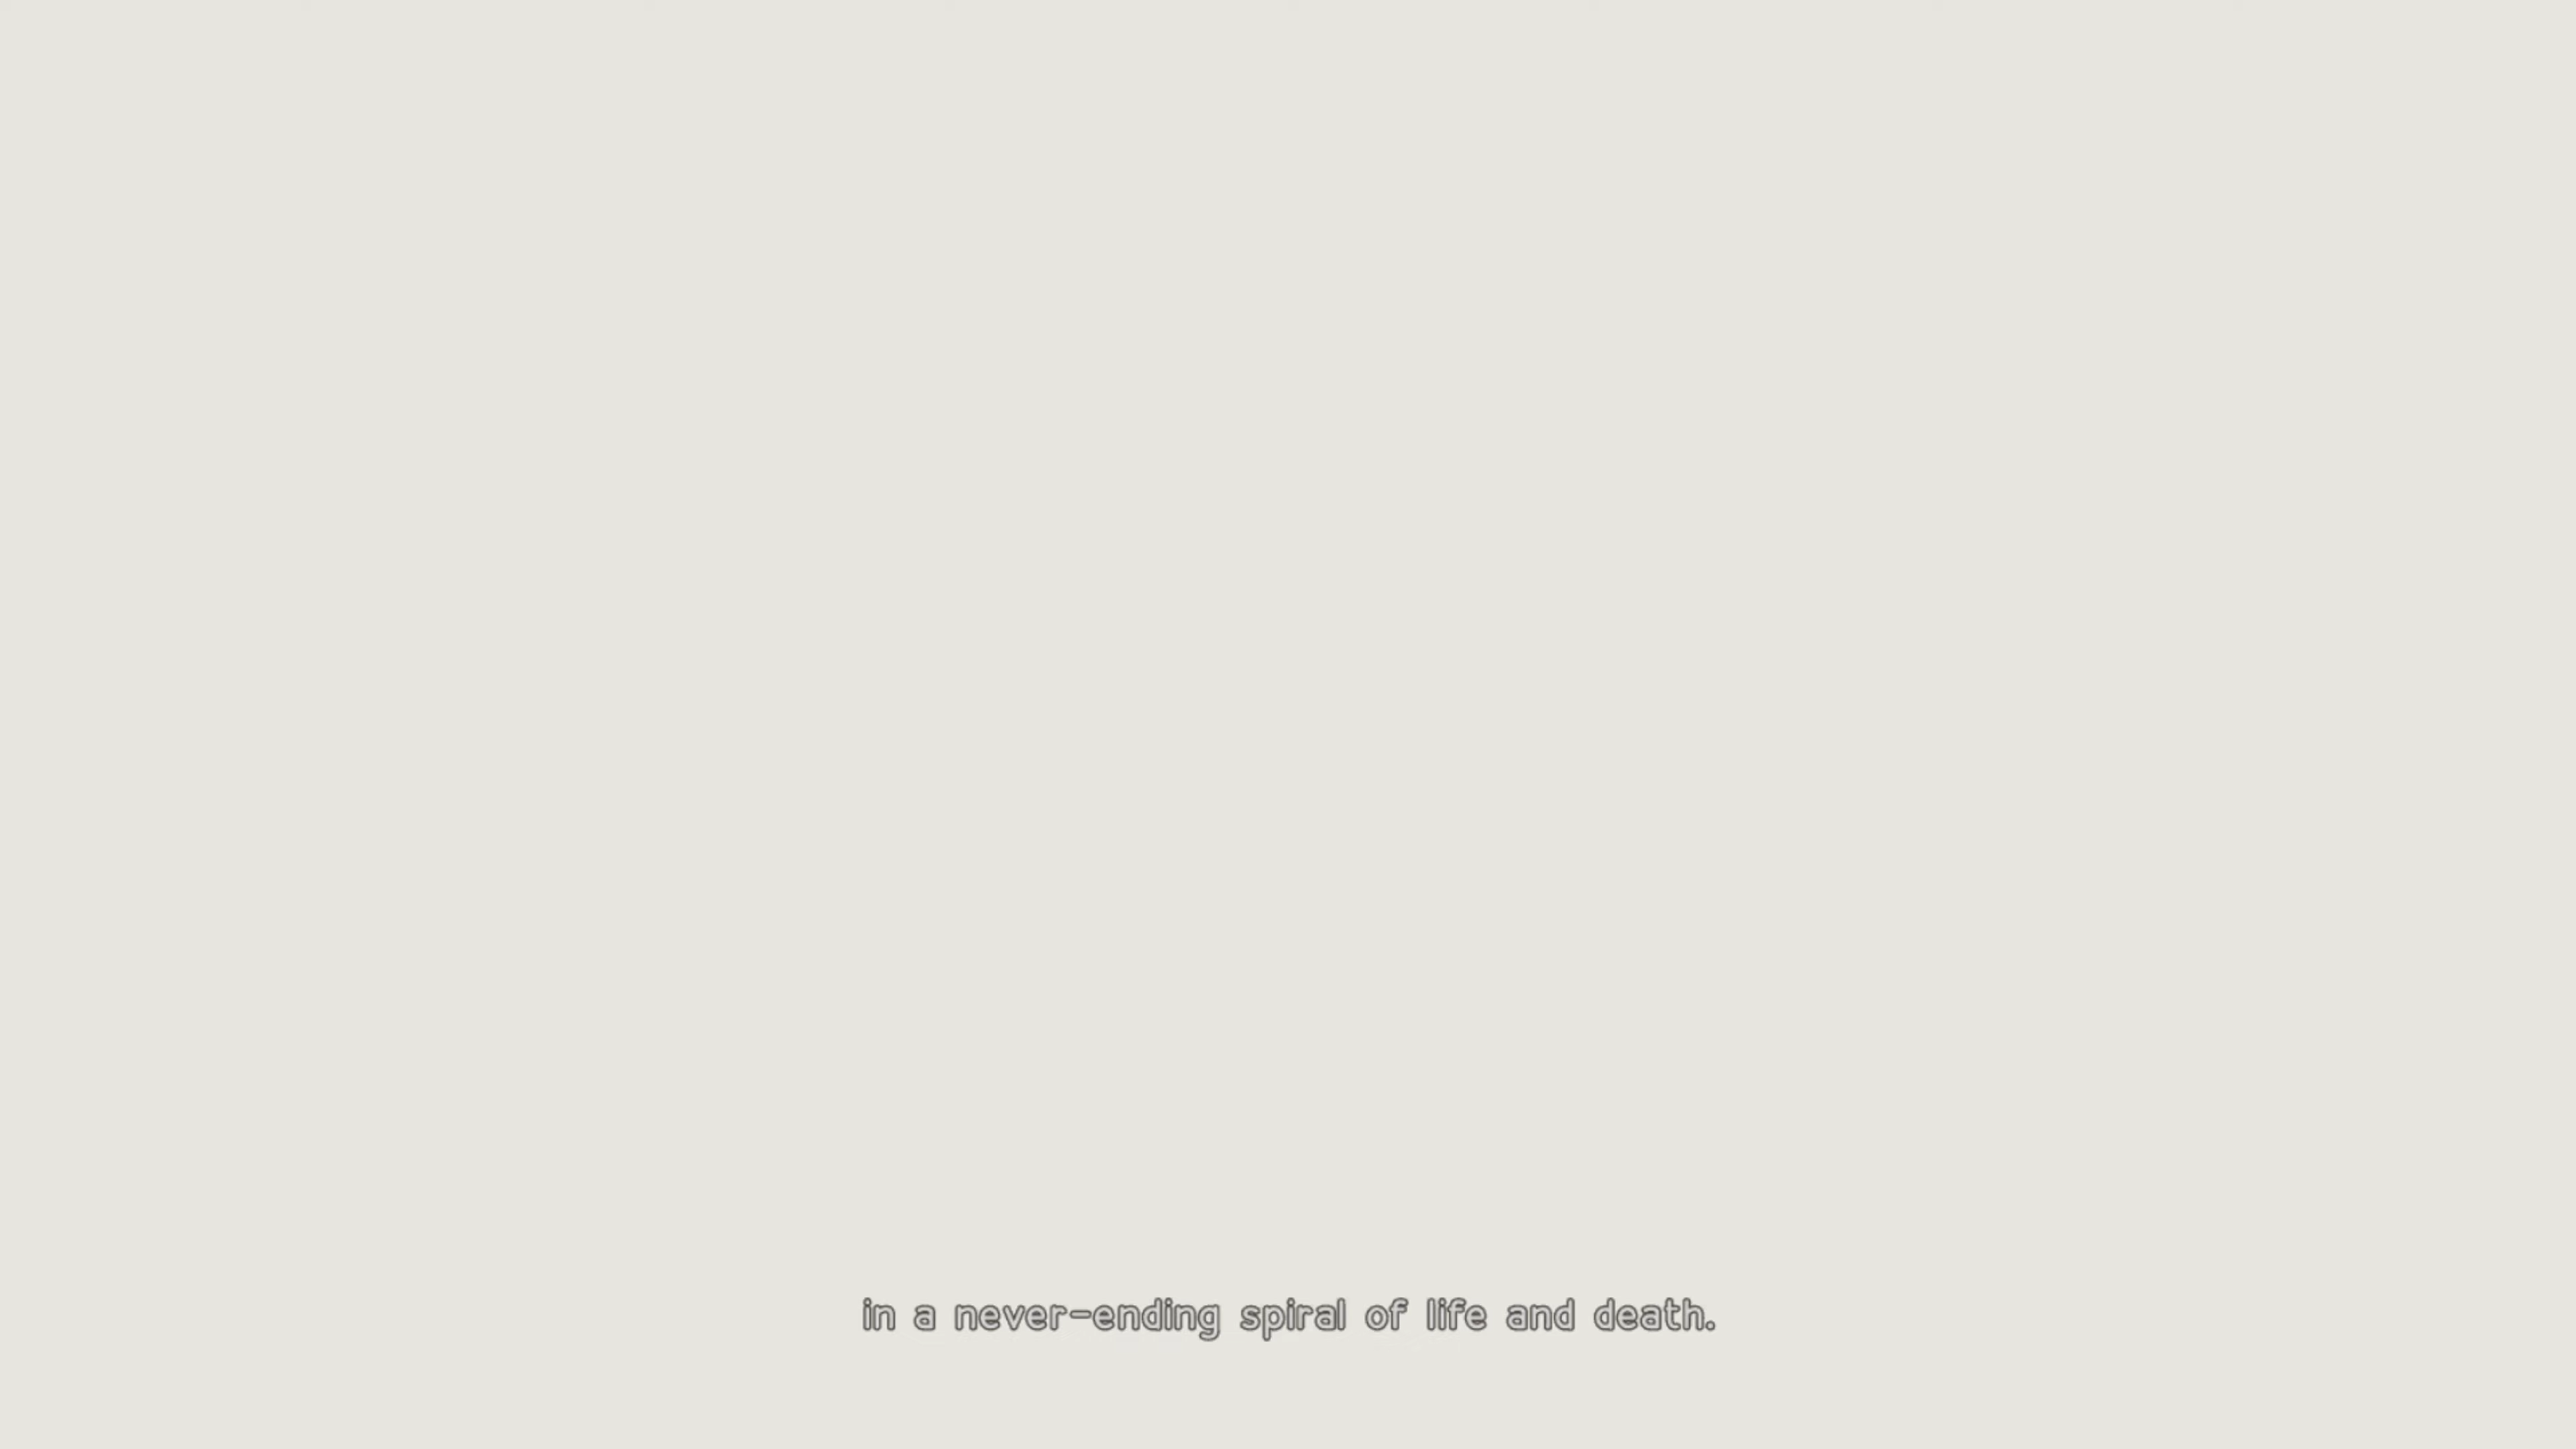 in a never-ending spiral of life and death.